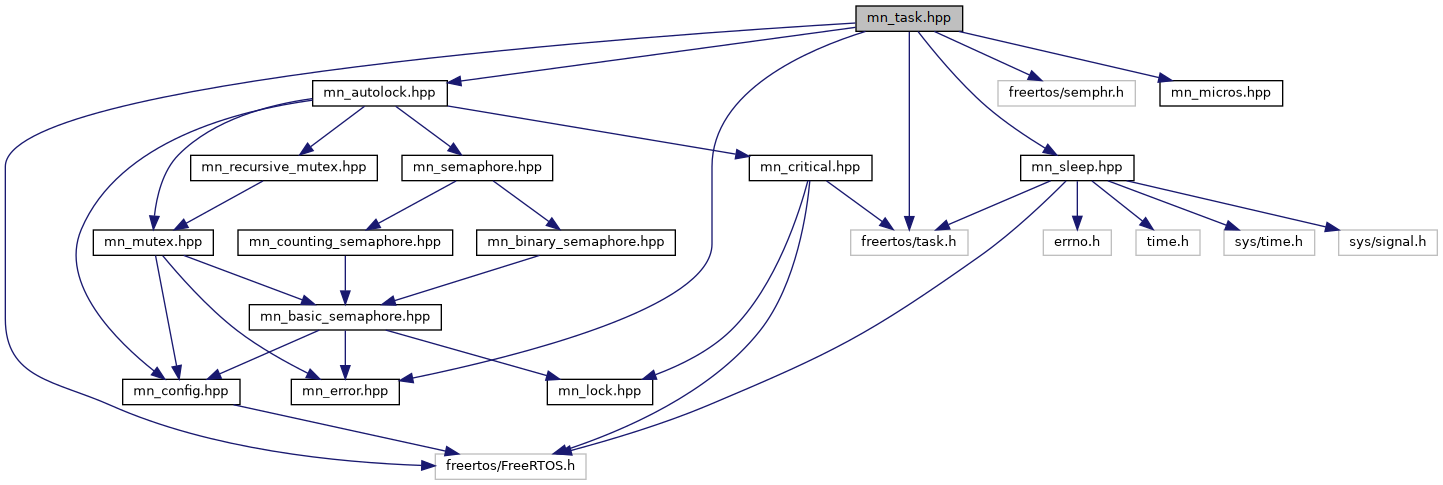 mn_task.hpp
mn_autolock.hpp
freertos/semphr.h
mn_micros.hpp
mn_recursive_mutex.hpp
mn_semaphore.hpp
mn_critical.hpp
mn_sleep.hpp
mn_mutex.hpp
mn_counting_semaphore.hpp
mn_binary_semaphore.hpp
freertos/task.h
errno.h
time.h
sys/time.h
sys/signal.h
mn_basic_semaphore.hpp
mn_config.hpp
mn_error.hpp
mn_lock.hpp
freertos/FreeRTOS.h